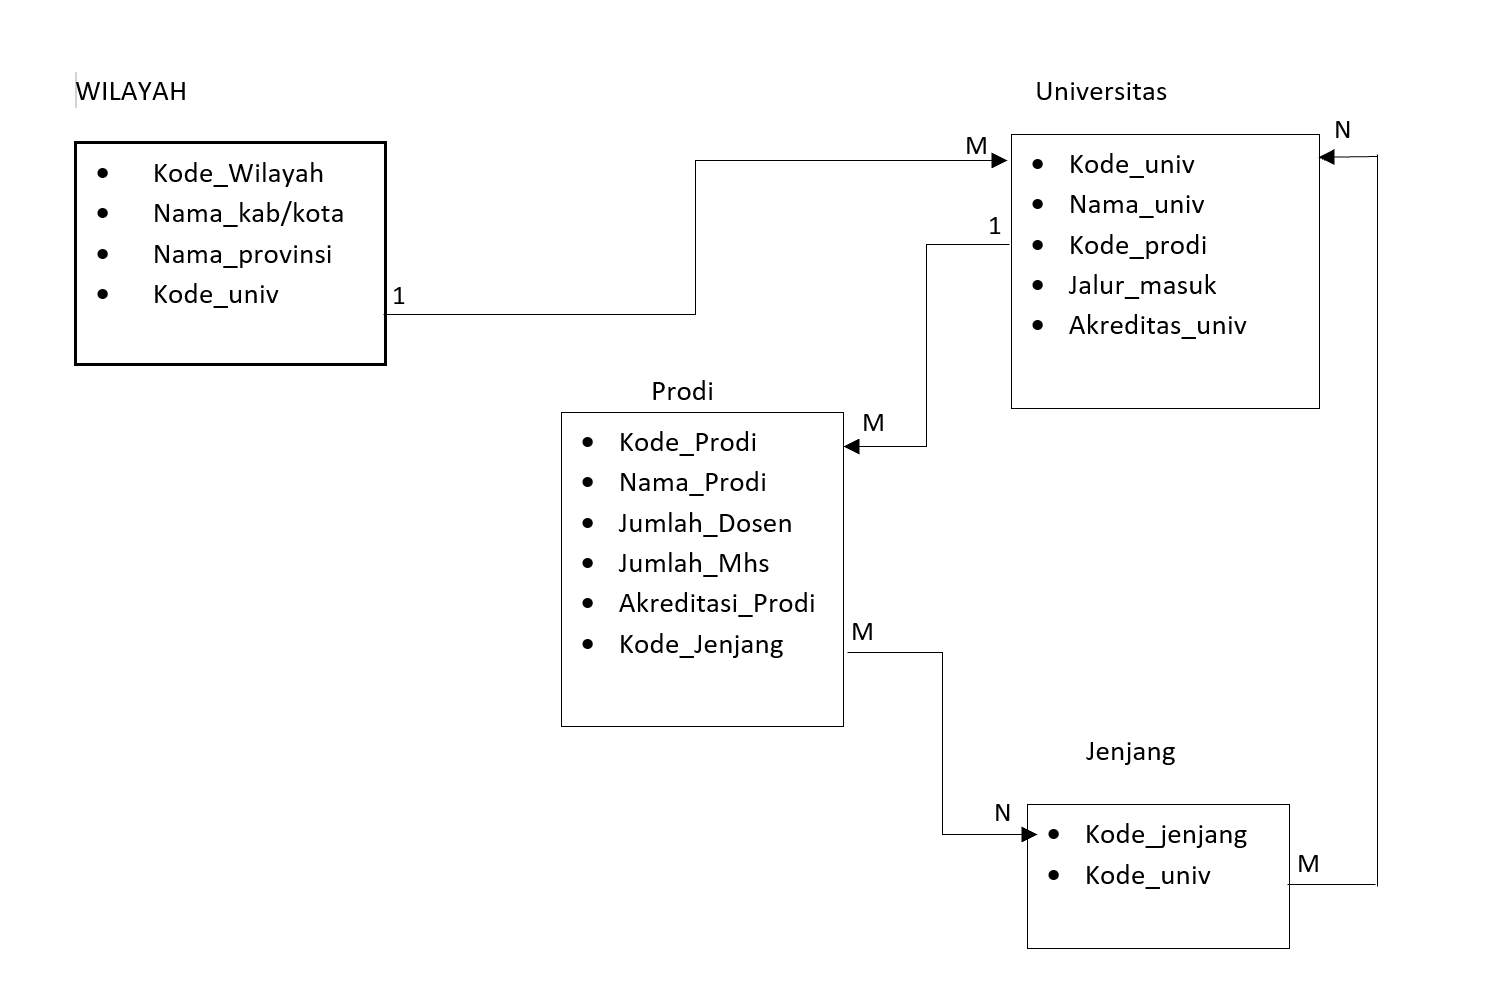 WILAYAH
• Kode_Wilayah
• Nama_kab/kota
• Nama_provinsi
• Kode_univ
1
Universitas
M
N
• Kode_univ
• Nama_univ
• Kode_prodi
• Jalur_masuk
• Akreditas_univ
1
Prodi
M
• Kode_Prodi
• Nama_Prodi
• Jumlah_Dosen
• Jumlah_Mhs
• Akreditasi_Prodi
• Kode_Jenjang
M
Jenjang
N
• Kode_jenjang
• Kode_univ
M